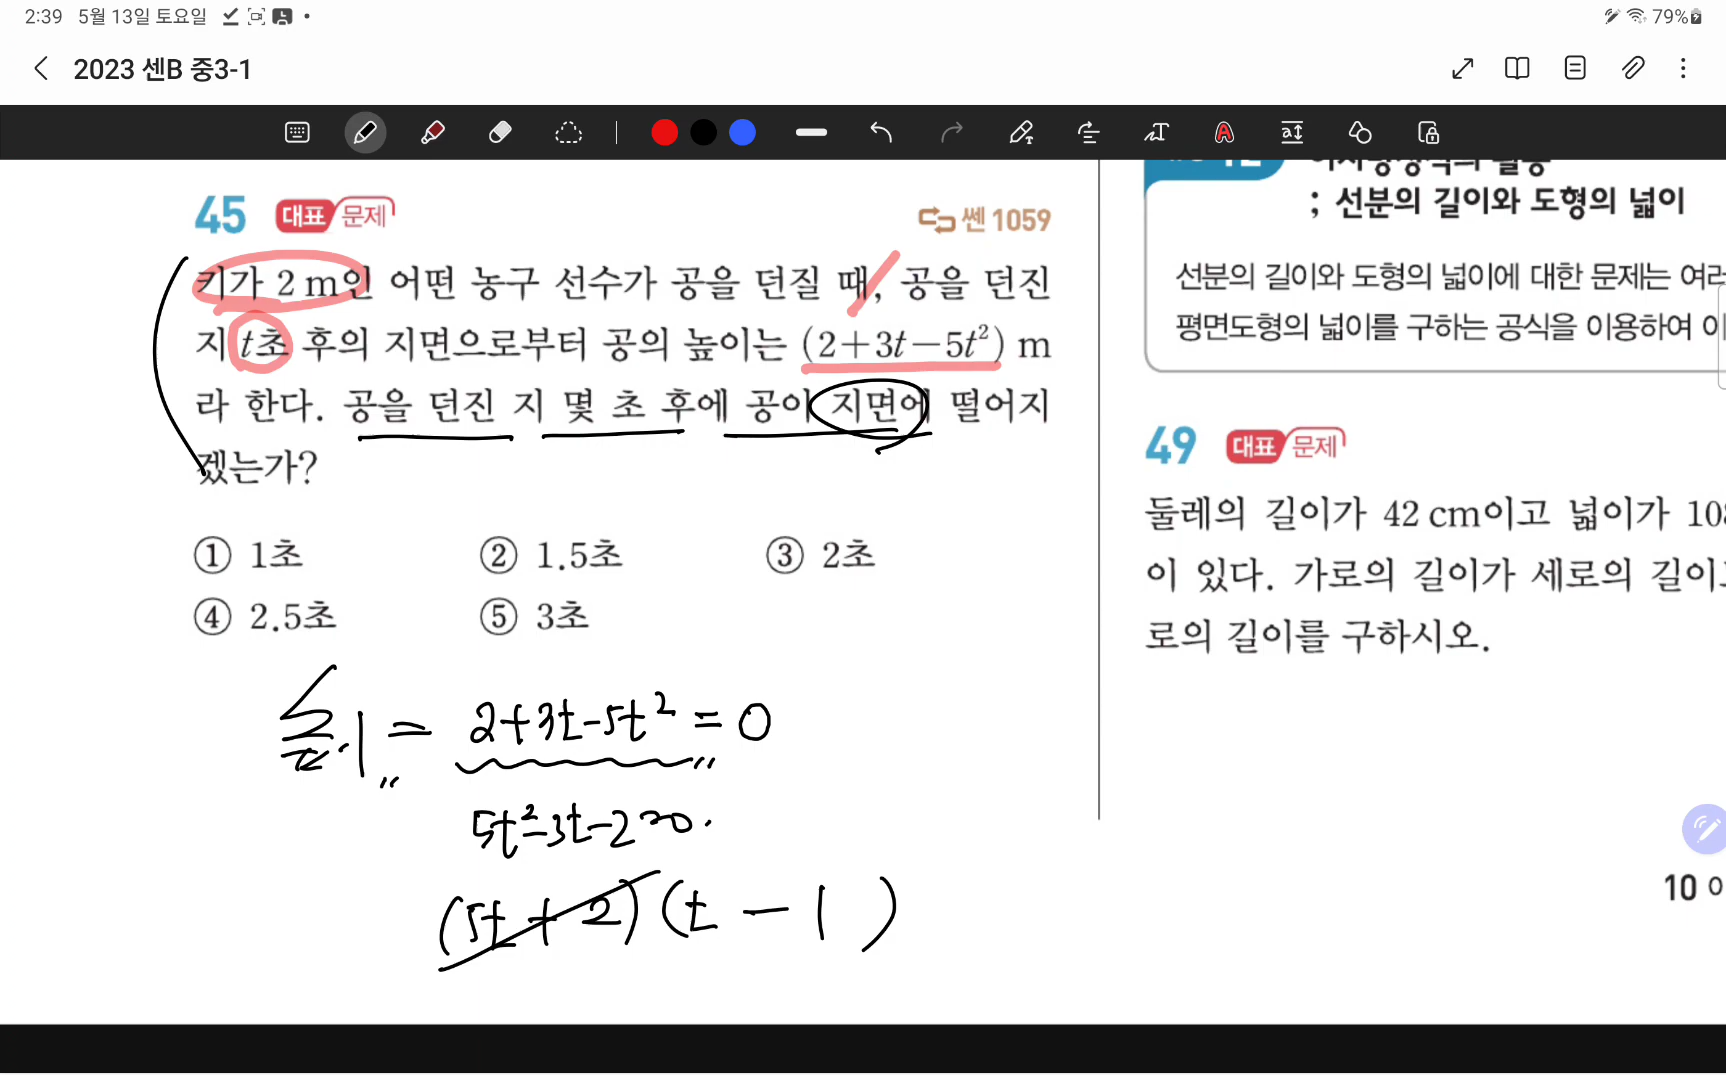 2:39 5월 13일 토요일
79%
2023 센B 중3-1
45 대표 문제
쎈 1059
키가 2 m인 어떤 농구 선수가 공을 던질 때, 공을 던진
지 t초 후의 지면으로부터 공의 높이는 (2+3t-5t²) m
라 한다. 공을 던진 지 몇 초 후에 공이 지면에 떨어지
겠는가?
① 1초 ② 1.5초 ③ 2초
④ 2.5초 ⑤ 3초
= 2+3t-5t² = 0
5t²-3t-2=0.
(5t+2)(t-1)
; 선분의 길이와 도형의 넓이
선분의 길이와 도형의 넓이에 대한 문제는 여러
평면도형의 넓이를 구하는 공식을 이용하여
49 대표 문제
둘레의 길이가 42 cm이고 넓이가
이 있다. 가로의 길이가 세로의
로의 길이를 구하시오.
10